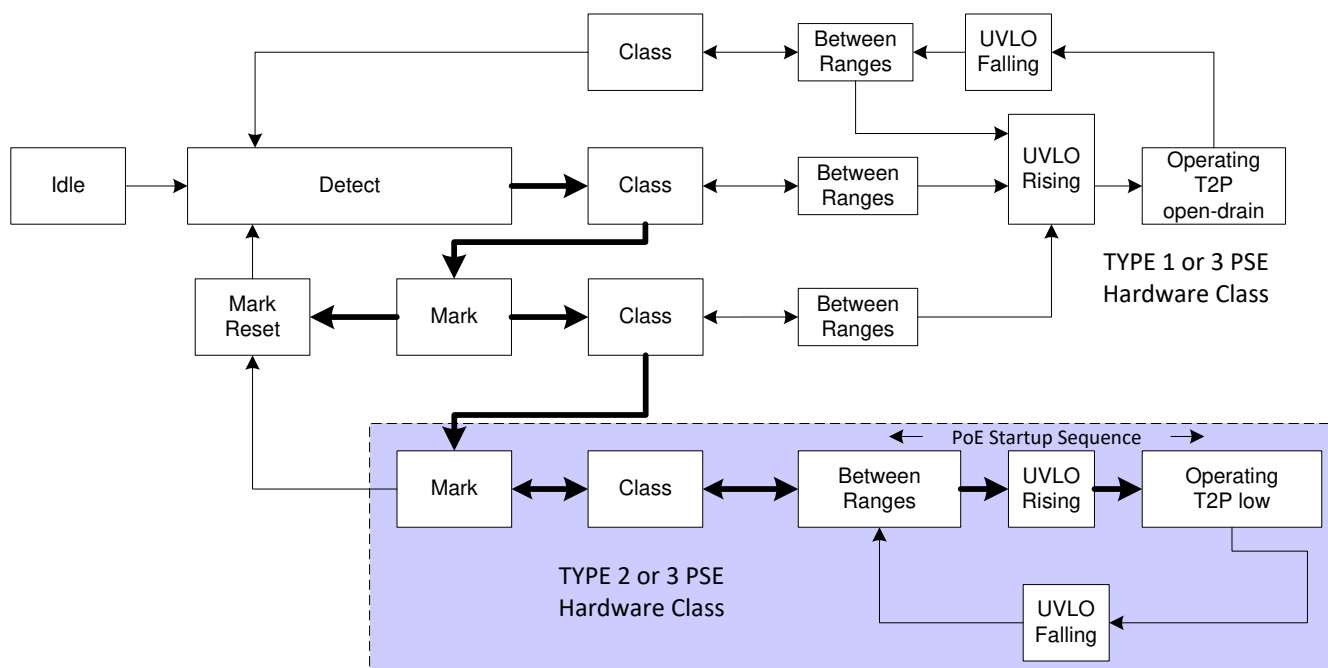 Class
Between
Ranges
UVLO
Falling
Idle
Detect
Class
Between
Ranges
UVLO
Rising
Operating
T2P
open-drain
TYPE 1 or 3 PSE
Hardware Class
Mark
Reset
Mark
Class
Between
Ranges
PoE Startup Sequence
Mark
Class
Between
Ranges
UVLO
Rising
Operating
T2P low
TYPE 2 or 3 PSE
Hardware Class
UVLO
Falling